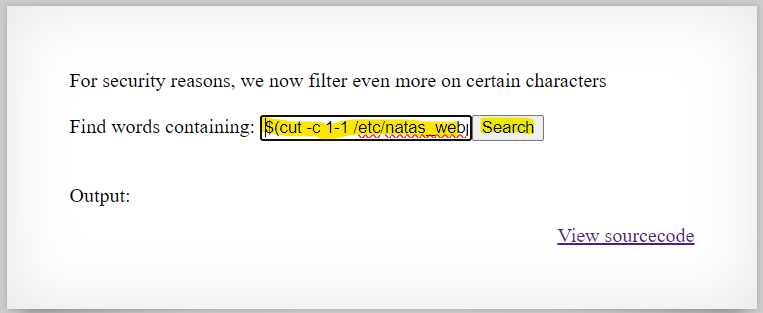 For security reasons, we now filter even more on certain characters
Find words containing: $(cut -c 1-1 /etc/natas_web Search
Output:
View sourcecode